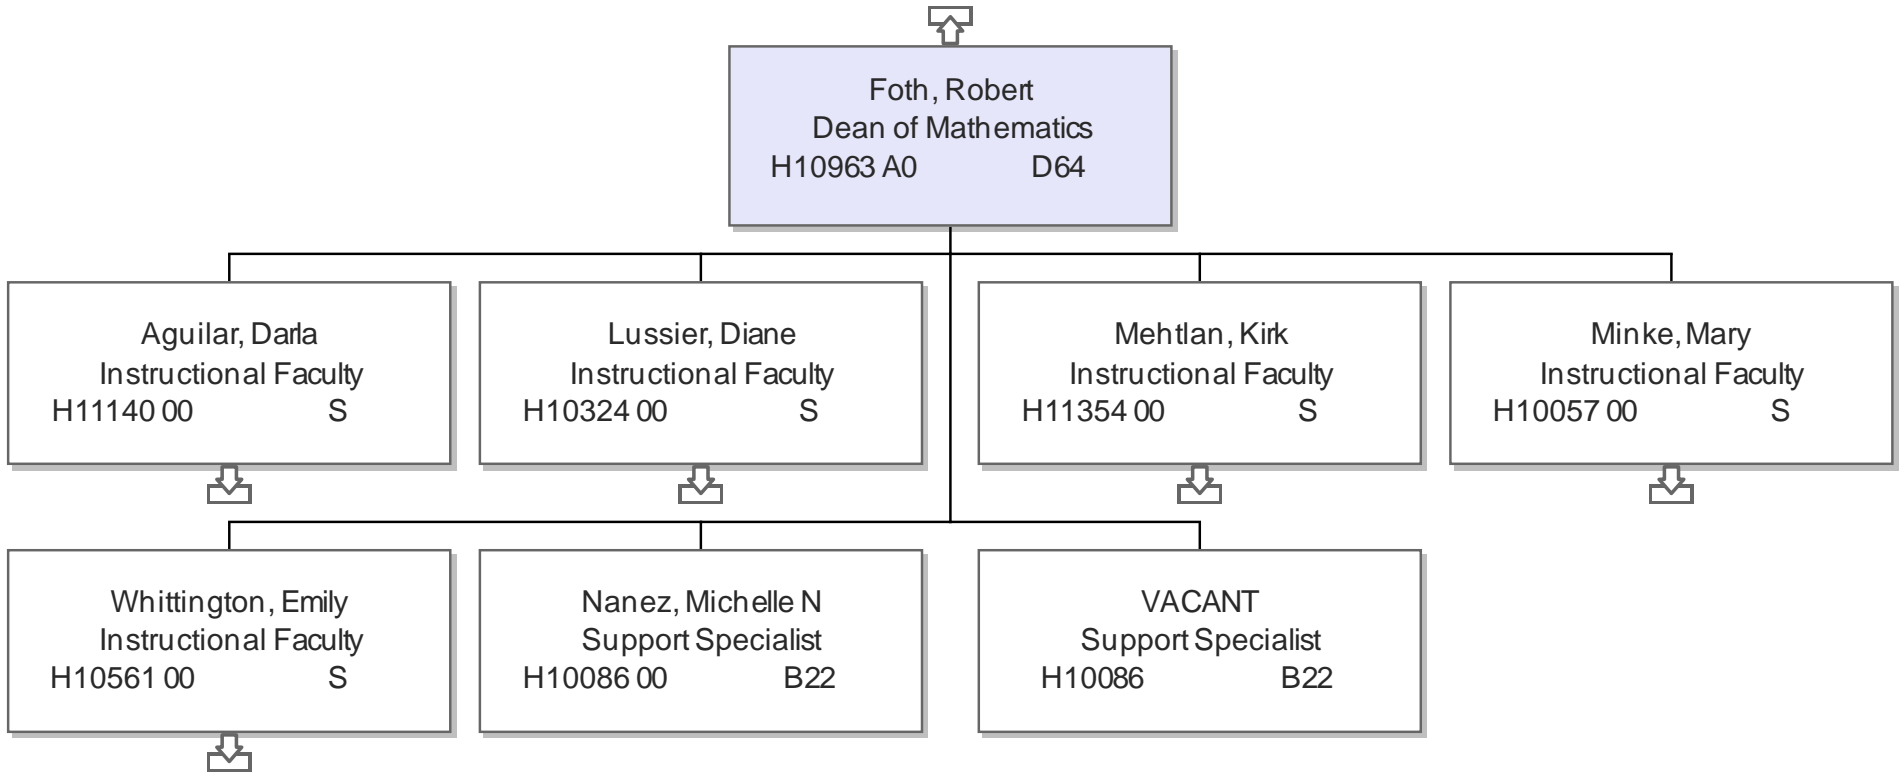 Foth, Robert
Dean of Mathematics
H10963 A0 D64
Aguilar, Darla
Instructional Faculty
H11140 00 S
Lussier, Diane
Instructional Faculty
H10324 00 S
Mehtlan, Kirk
Instructional Faculty
H11354 00 S
Minke, Mary
Instructional Faculty
H10057 00 S
Whittington, Emily
Instructional Faculty
H10561 00 S
Nanez, Michelle N
Support Specialist
H10086 00 B22
VACANT
Support Specialist
H10086 B22